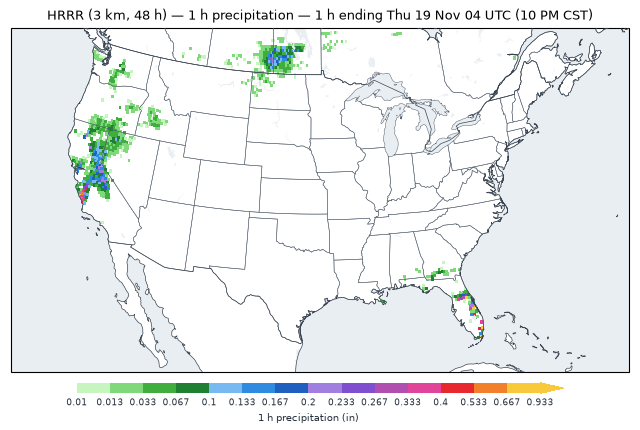 HRRR (3 km, 48 h) — 1 h precipitation — 1 h ending Thu 19 Nov 04 UTC (10 PM CST)
0.01 0.013 0.033 0.067 0.1 0.133 0.167 0.2 0.233 0.267 0.333 0.4 0.533 0.667 0.933
1 h precipitation (in)